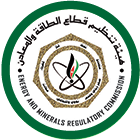 هيئة تنظيم قطاع الطاقة والمعادن
ENERGY AND MINERALS REGULATORY COMMISSION